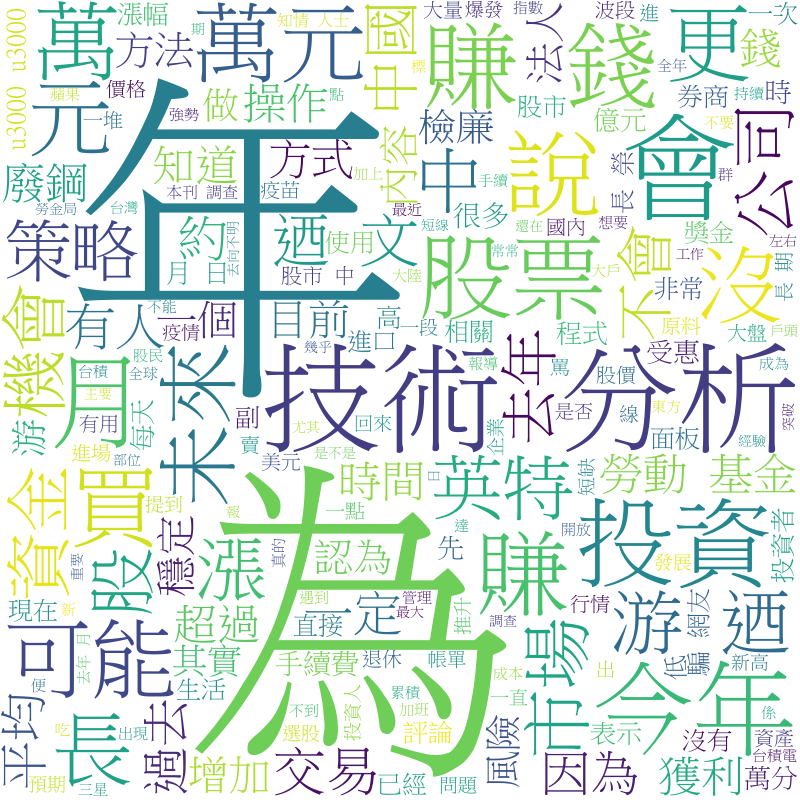 u3000
u3000
萬
方法
萬元
元
漲幅
價格
一堆
蘋果
強勢
期
知情 人士
點
做
操作
中國
標
大量
爆發
指數
法人
波段
進
全年
一次
更
錢
賺
錢
股市
券商
時
持續
億元
不要
群
年
知道
方式
中
檢廉
內容
說
會
公司
廢鋼
本刊 調查
疫苗
加上
手續
很多
國內
榮
長
獎金
想要
勞金局
台灣
最近
短線
還在
策略
約
迺
文
使用
月 日
去何不明
股市 中
大陸
常常
大戶
工作
左右
長 期
非常
不會
沒
機會
有人
一個
目前
高
進口
一段
相關
程式
原料
大盤
戶頭
疫情
不能
股票
月
未來
技術
分析
去年
受惠
成為
股民
全球
幾乎
報導
罵
股價
台積
主要
有用
每天
游
副
回來
企業
是否
線
面板
東方
經驗
突破
賣
尤其
是不是
美元
進場
部位
時間
英特
短缺
勞動
基金
資金
買
提到
日
一點
穩定
報
達
開放
投資
投資者
重要
真的
為
認為
先
股
漲
賺
發展
現在
新
遇到
管理
最大
推升
調查
行情
網友
低
騙
新高
可能
超過
直接
一定
游
迺
其實
手續費
退休
帳單
市場
今年
平均
長
去年
月
便
生活
過去
不到
累積
成本
出
風險
係
吃
出現
選股
投資人
加班
評論
一直
表示
沒有
資產
台積電
預期
三星
增加
交易
已經
問題
因為
獲利
萬分